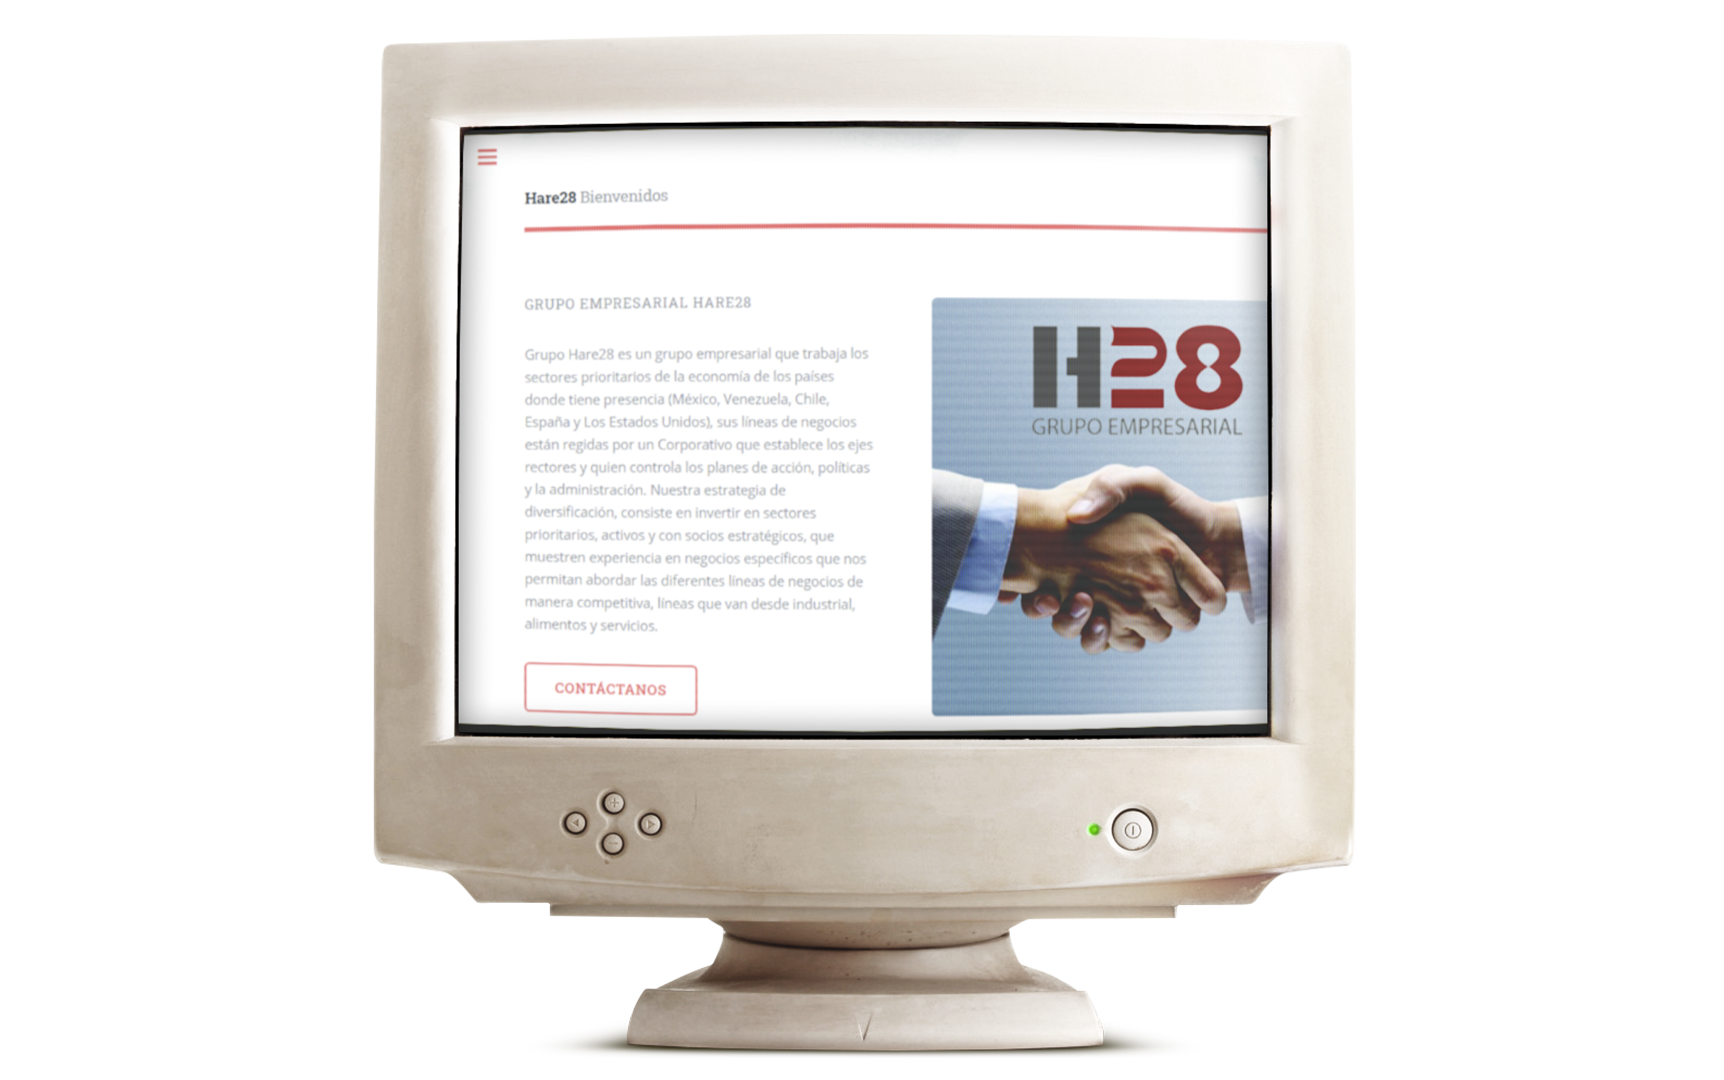 Hare28 Bienvenidos
GRUPO EMPRESARIAL HARE28
Grupo Hare28 es un grupo empresarial que trabaja los
sectores prioritarios de la economía de los países
donde tiene presencia (México, Venezuela, Chile,
España y Los Estados Unidos), sus líneas de negocios
están regidas por un Corporativo que establece los ejes
rectores y quien controla los planes de acción, políticas
y la administración. Nuestra estrategia de
diversificación, consiste en invertir en sectores
prioritarios, activos y con socios estratégicos, que
muestren experiencia en negocios específicos que nos
permitan abordar las diferentes líneas de negocios de
manera competitiva, líneas que van desde industrial,
alimentos y servicios.
CONTÁCTANOS
H28
GRUPO EMPRESARIAL